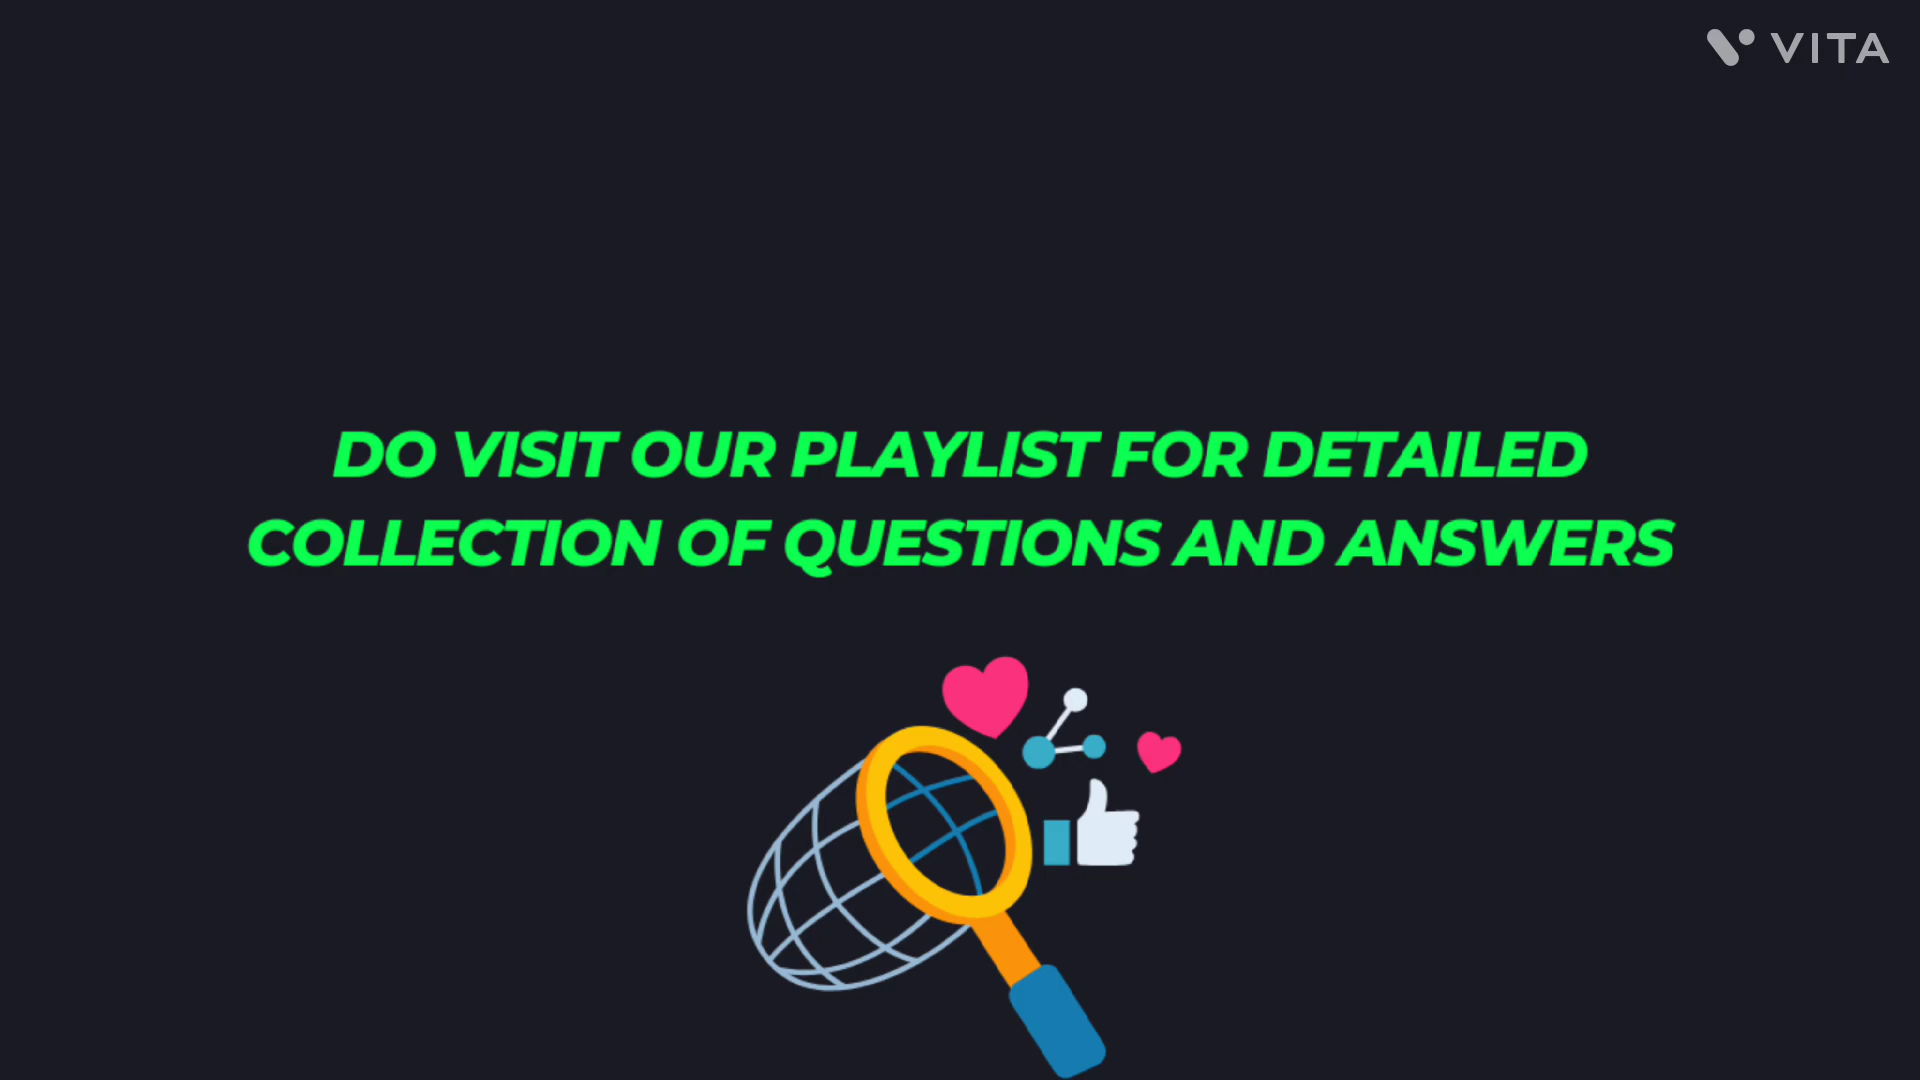 VITA
DO VISIT OUR PLAYLIST FOR DETAILED
COLLECTION OF QUESTIONS AND ANSWERS